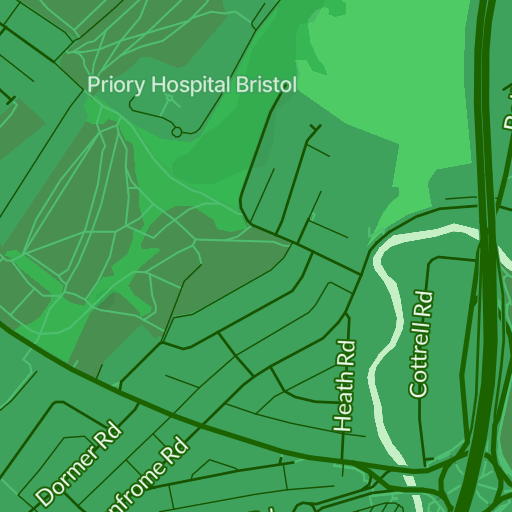 Priory Hospital Bristol
Cottrell Rd
Heath Rd
Dormer Rd
nfrome Rd